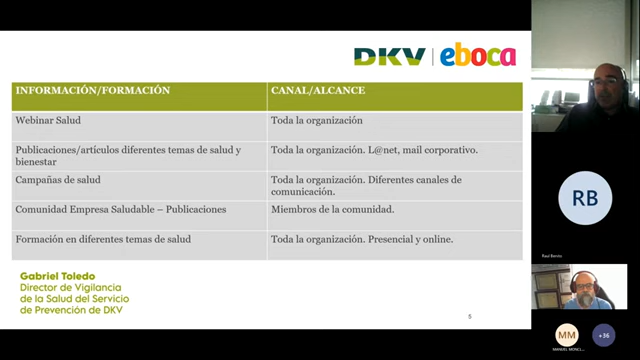 DKV eboca
INFORMACIÓN/FORMACIÓN
CANAL/ALCANCE
Webinar Salud
Toda la organización
Publicaciones/artículos diferentes temas de salud y
bienestar
Toda la organización. L@net, mail corporativo.
Campañas de salud
Toda la organización. Diferentes canales de
comunicación.
Comunidad Empresa Saludable – Publicaciones
Miembros de la comunidad.
Formación en diferentes temas de salud
Toda la organización. Presencial y online.
Gabriel Toledo
Director de Vigilancia
de la Salud del Servicio
de Prevención de DKV
5
RB
Raul Benito
MM
+36